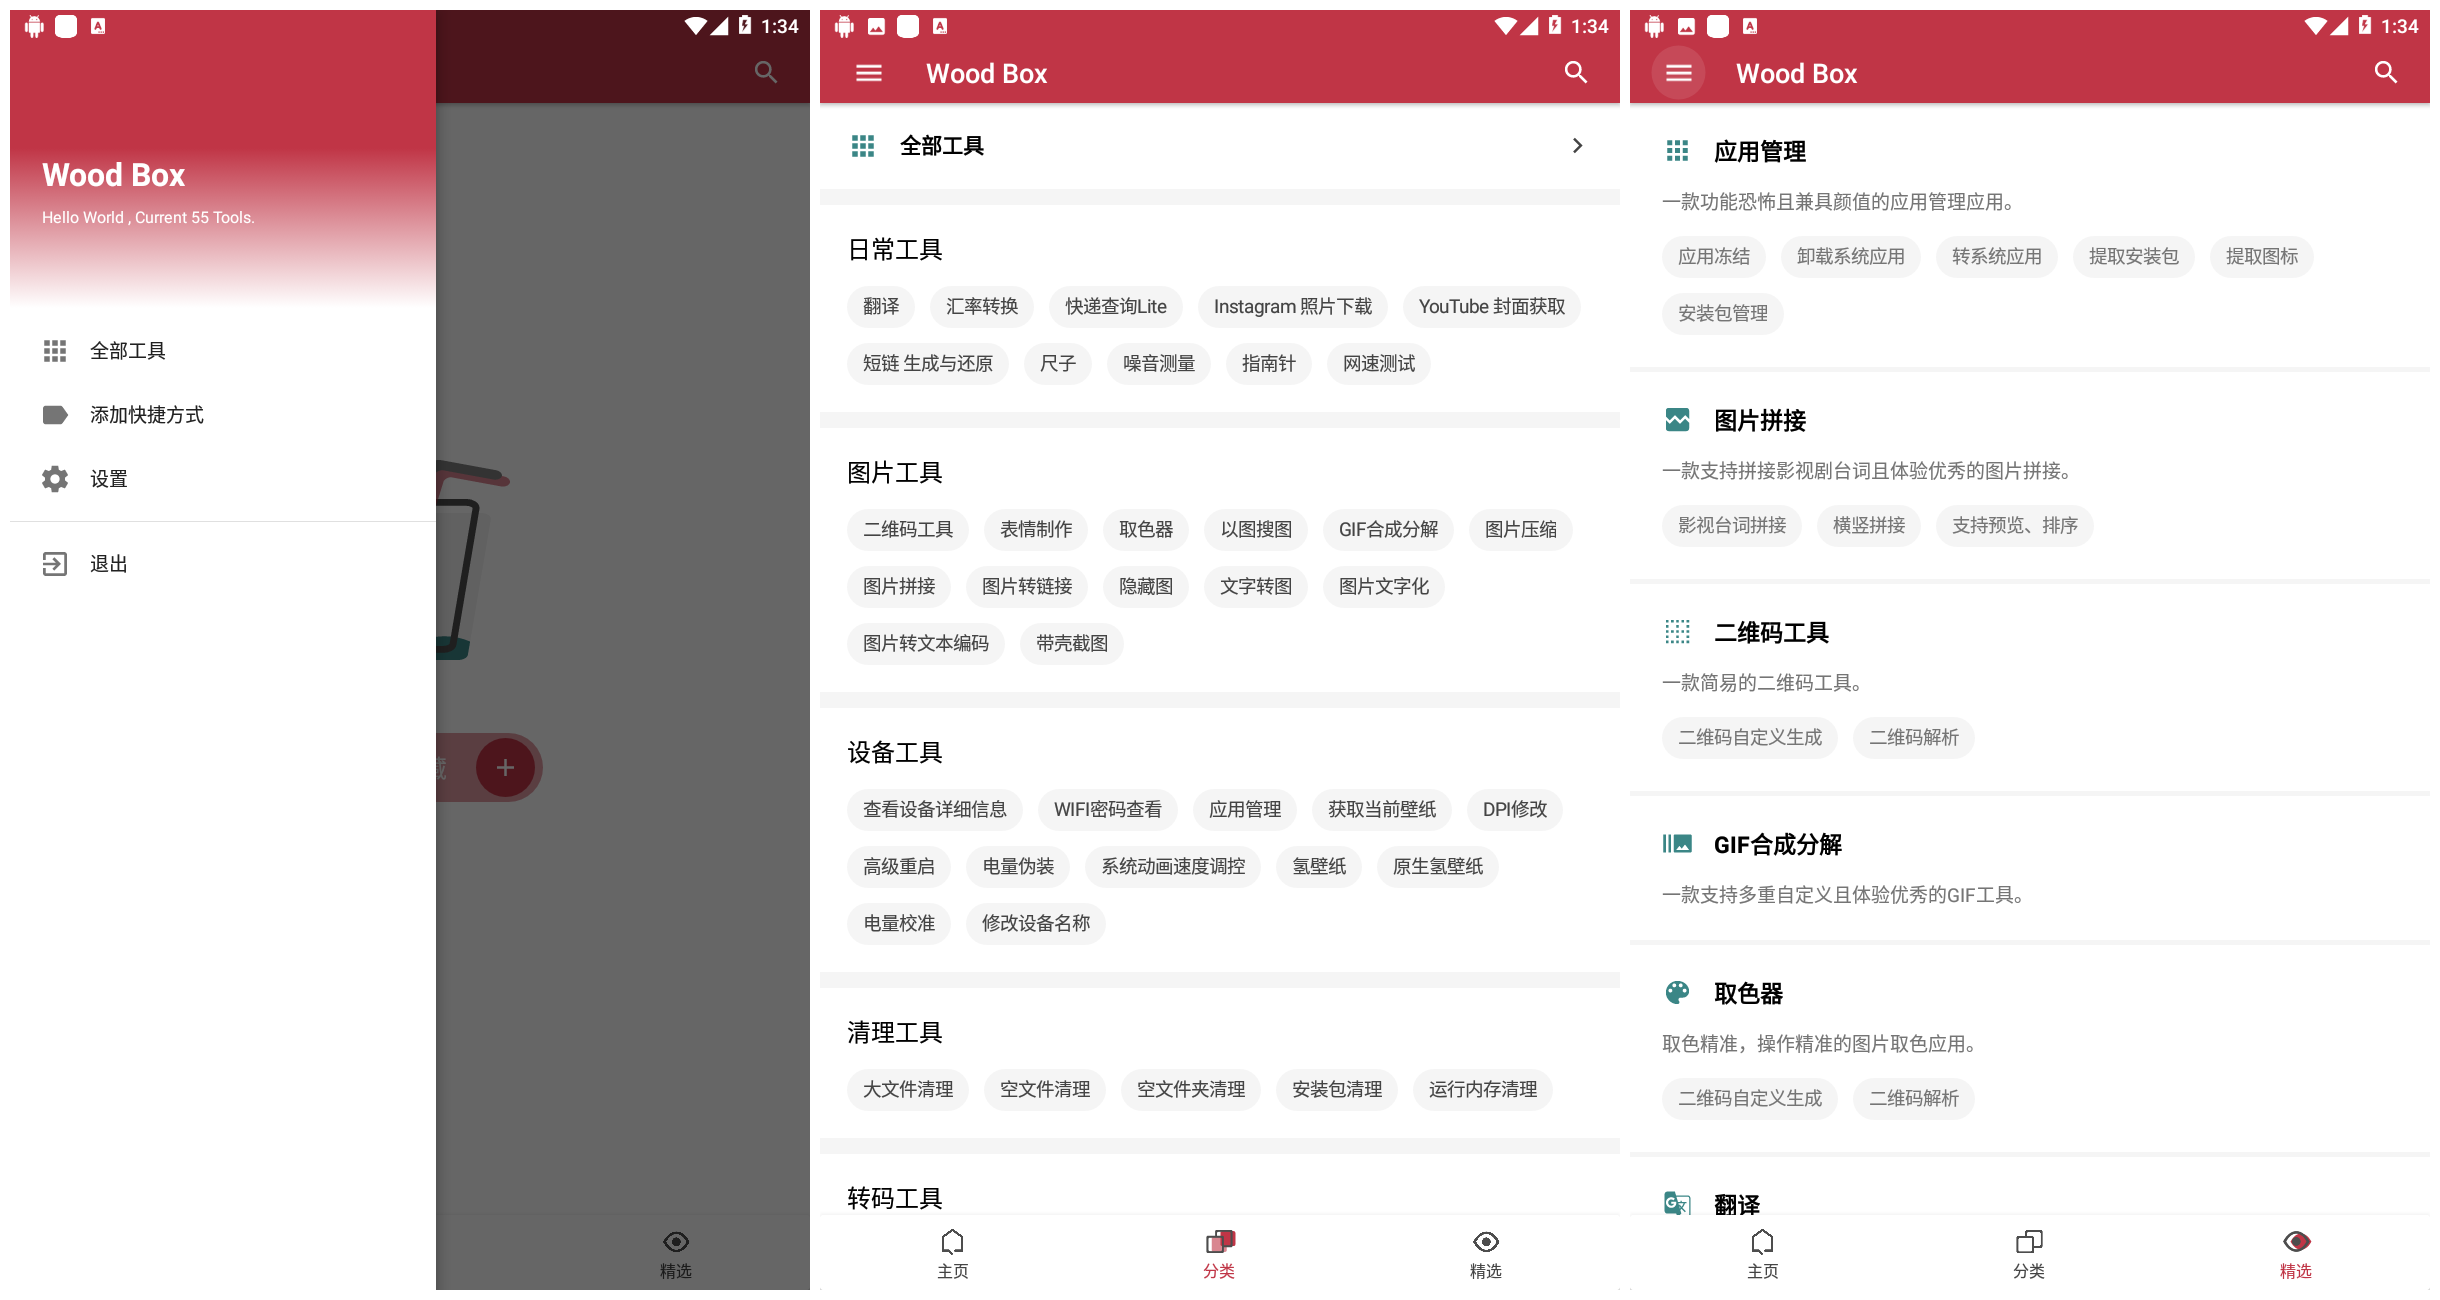 1:34
Wood Box
Hello World , Current 55 Tools.
全部工具
添加快捷方式
设置
退出
藏
精选
1:34
Wood Box
全部工具
日常工具
翻译 汇率转换 快递查询Lite Instagram 照片下载 YouTube 封面获取
短链 生成与还原 尺子 噪音测量 指南针 网速测试
图片工具
二维码工具 表情制作 取色器 以图搜图 GIF合成分解 图片压缩
图片拼接 图片转链接 隐藏图 文字转图 图片文字化
图片转文本编码 带壳截图
设备工具
查看设备详细信息 WIFI密码查看 应用管理 获取当前壁纸 DPI修改
高级重启 电量伪装 系统动画速度调控 氢壁纸 原生氢壁纸
电量校准 修改设备名称
清理工具
大文件清理 空文件清理 空文件夹清理 安装包清理 运行内存清理
转码工具
主页 分类 精选
1:34
Wood Box
应用管理
一款功能恐怖且兼具颜值的应用管理应用。
应用冻结 卸载系统应用 转系统应用 提取安装包 提取图标
安装包管理
图片拼接
一款支持拼接影视剧台词且体验优秀的图片拼接。
影视台词拼接 横竖拼接 支持预览、排序
二维码工具
一款简易的二维码工具。
二维码自定义生成 二维码解析
GIF合成分解
一款支持多重自定义且体验优秀的GIF工具。
取色器
取色精准，操作精准的图片取色应用。
二维码自定义生成 二维码解析
翻译
主页 分类 精选